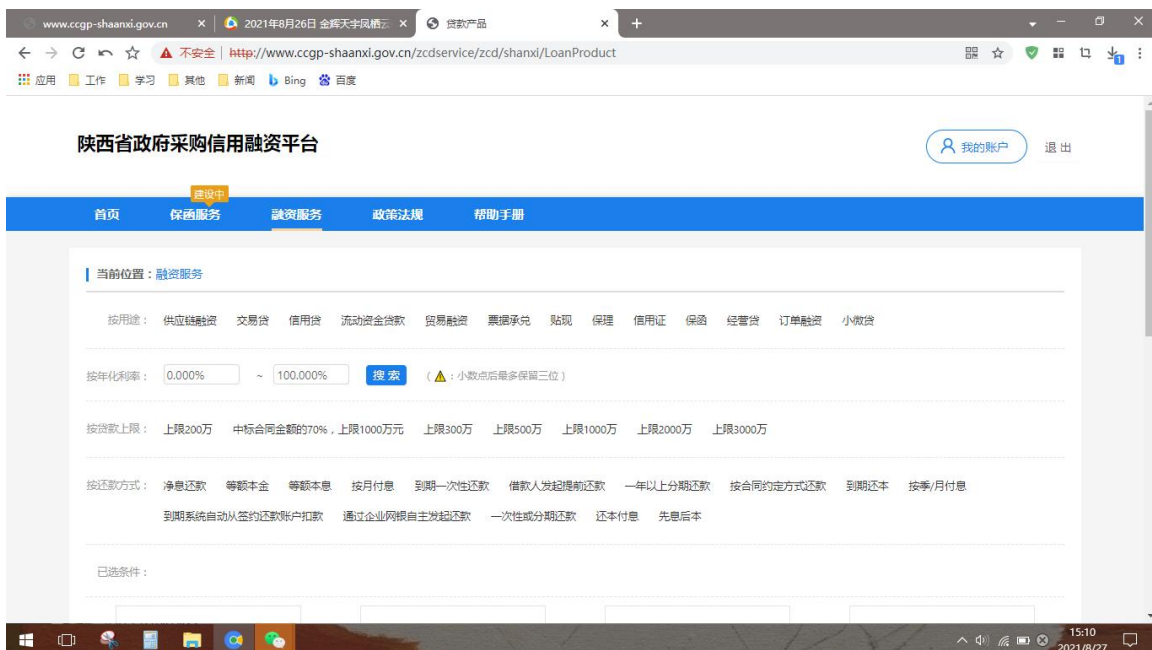 www.ccgp-shaanxi.gov.cn × 2021年8月26日 金辉天宇凤栖云 × 贷款产品 × +
不安全 | http://www.ccgp-shaanxi.gov.cn/zcdservice/zcd/shanxi/LoanProduct
应用 工作 学习 其他 新闻 Bing 百度
陕西省政府采购信用融资平台
我的账户 退出
建设中
首页 保函服务 融资服务 政策法规 帮助手册
当前位置：融资服务
按用途： 供应链融资 交易贷 信用贷 流动资金贷款 贸易融资 票据承兑 贴现 保理 信用证 保函 经营贷 订单融资 小微贷
按年化利率： 0.000% ~ 100.000% 搜索 （ ：小数点后最多保留三位）
按贷款上限： 上限200万 中标合同金额的70%，上限1000万元 上限300万 上限500万 上限1000万 上限2000万 上限3000万
按还款方式： 净息还款 等额本金 等额本息 按月付息 到期一次性还款 借款人发起提前还款 一年以上分期还款 按合同约定方式还款 到期还本 按季/月付息
到期系统自动从签约还款账户扣款 通过企业网银自主发起还款 一次性或分期还款 还本付息 先息后本
已选条件：
15:10
2021/8/27